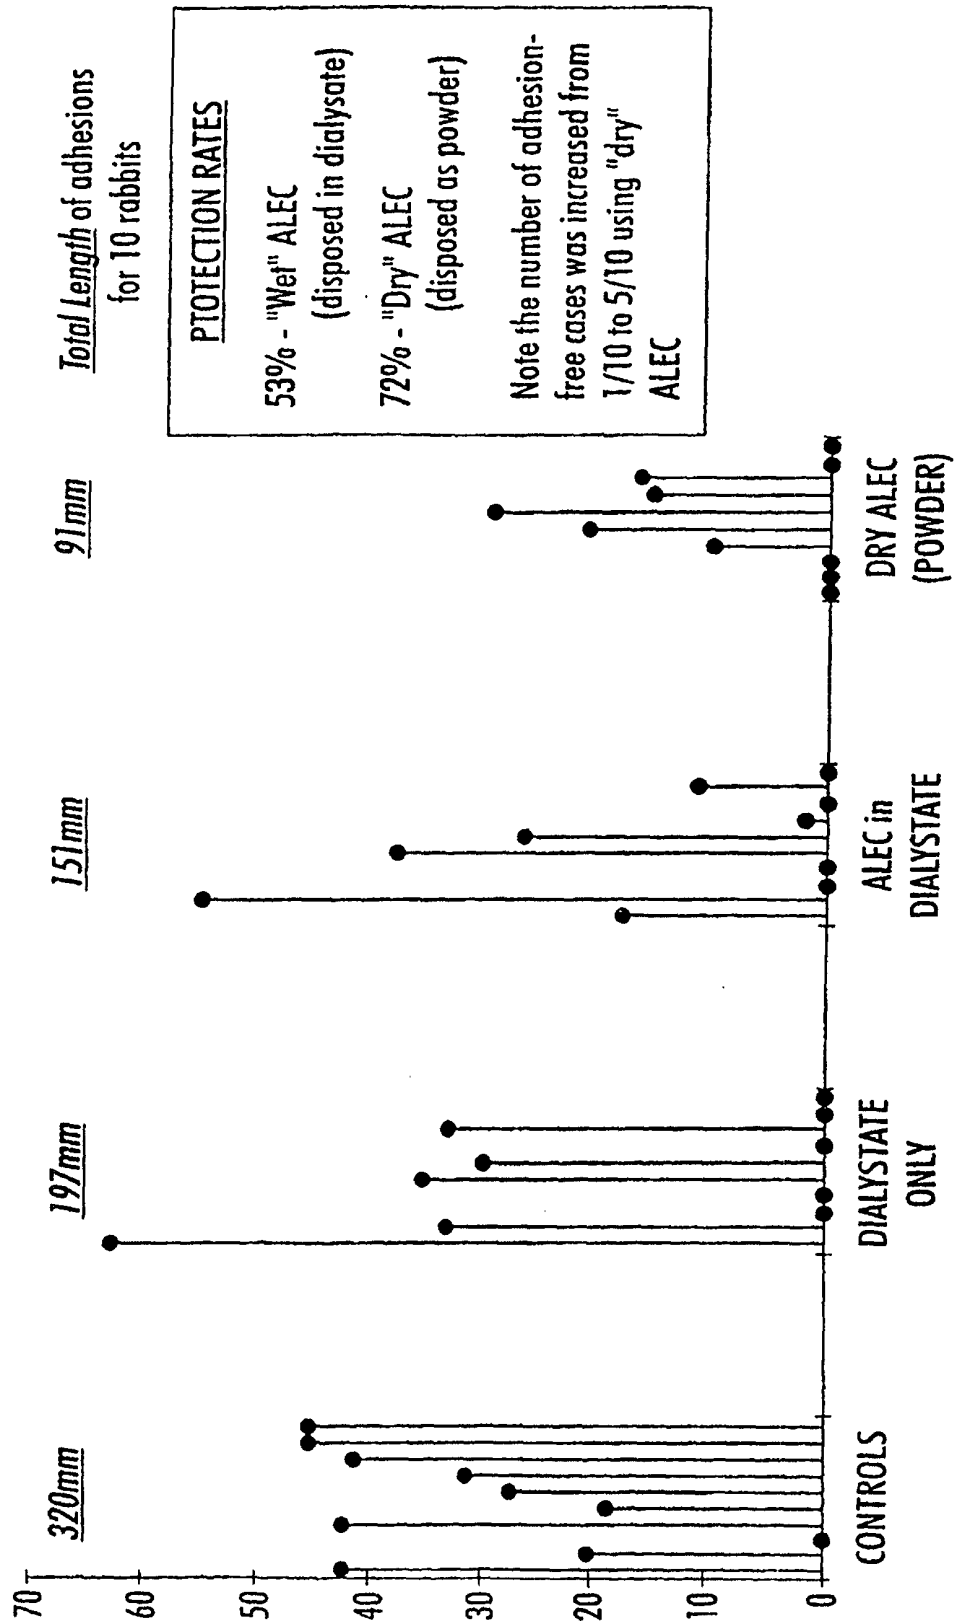 320mm
197mm
151mm
91mm
Total Length of adhesions
for 10 rabbits
PTOTECTION RATES
53% - "Wet" ALEC
(disposed in dialysate)
72% - "Dry" ALEC
(disposed as powder)
Note the number of adhesion-
free cases was increased from
1/10 to 5/10 using "dry"
ALEC
70
60
50
40
30
20
10
0
CONTROLS
DIALYSTATE
ONLY
ALEC in
DIALYSTATE
DRY ALEC
(POWDER)